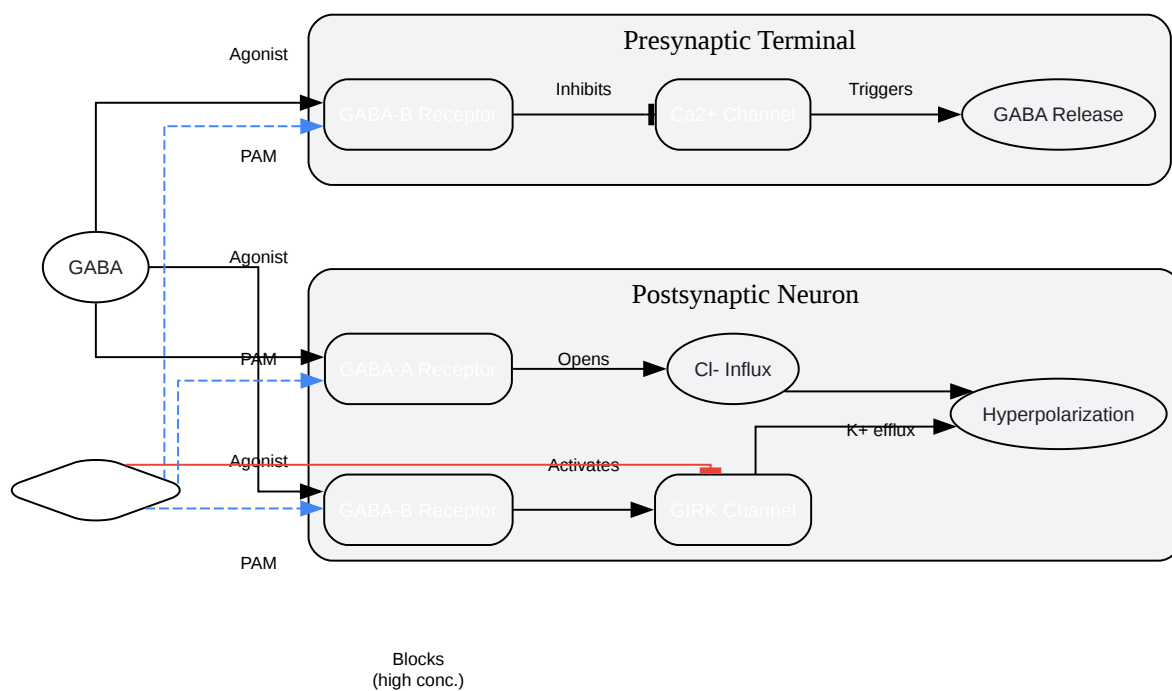 Presynaptic Terminal
Agonist
GABA-B Receptor
Inhibits
Ca2+ Channel
Triggers
GABA Release
PAM
GABA
Agonist
Postsynaptic Neuron
PAM
GABA-A Receptor
Opens
Cl- Influx
Hyperpolarization
K+ efflux
Agonist
Activates
GABA-B Receptor
GIRK Channel
PAM
Blocks
(high conc.)